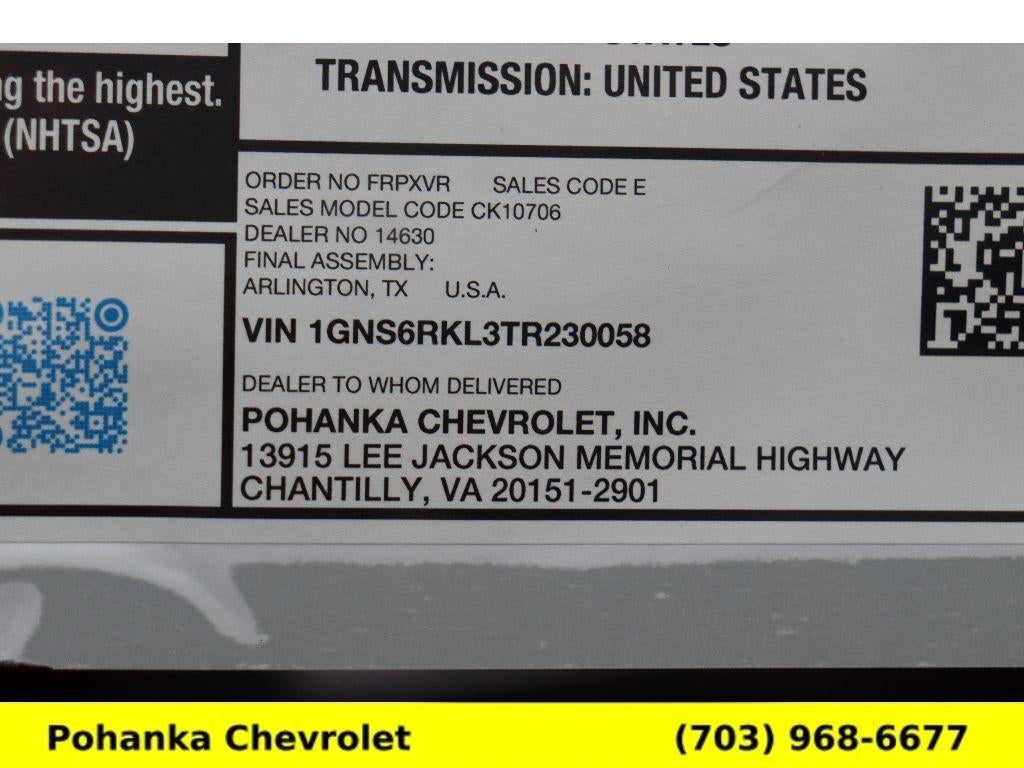 TRANSMISSION: UNITED STATES
the highest.
(NHTSA)
ORDER NO FRPXVR SALES CODE E
SALES MODEL CODE CK10706
DEALER NO 14630
FINAL ASSEMBLY:
ARLINGTON, TX U.S.A.
VIN 1GNS6RKL3TR230058
DEALER TO WHOM DELIVERED
POHANKA CHEVROLET, INC.
13915 LEE JACKSON MEMORIAL HIGHWAY
CHANTILLY, VA 20151-2901
Pohanka Chevrolet (703) 968-6677